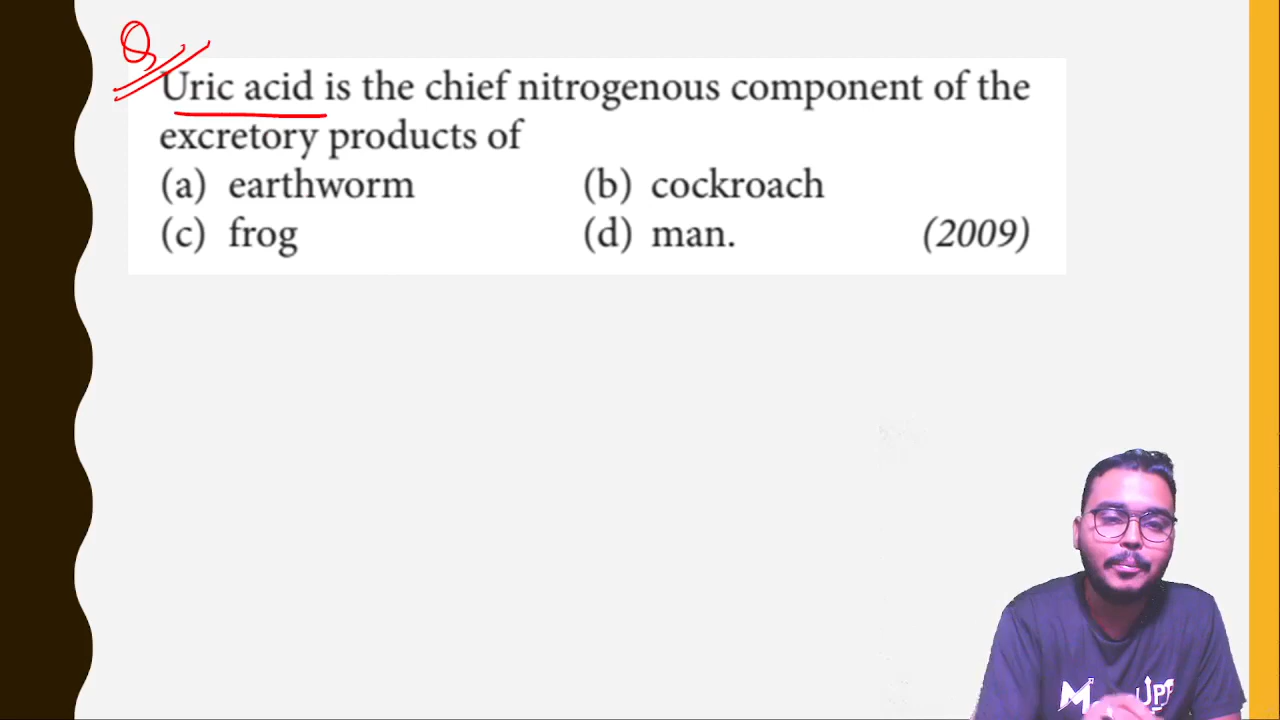 Q
Uric acid is the chief nitrogenous component of the
excretory products of
(a) earthworm (b) cockroach
(c) frog (d) man. (2009)